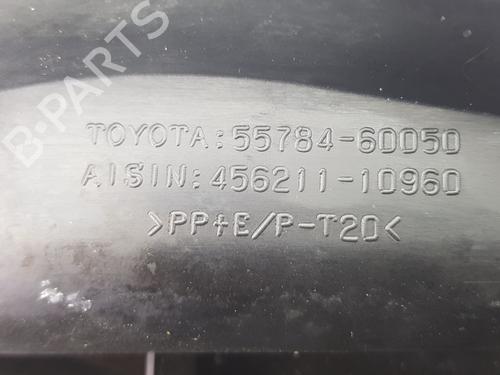 B-PARTS
TOYOTA: 55784-60050
AISIN: 456211-10960
>PP+E/P-T20<